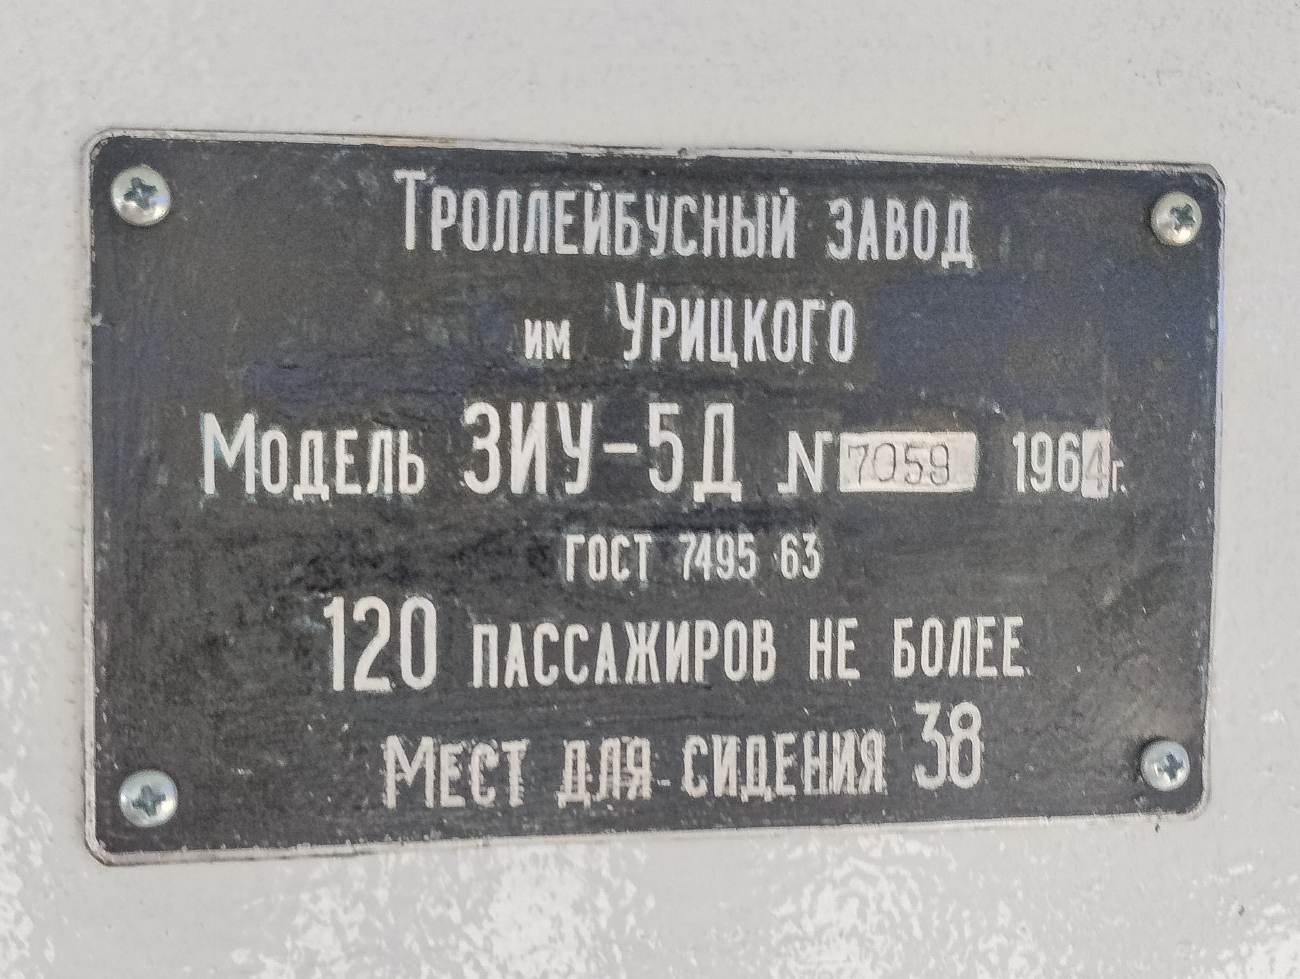 Троллейбусный завод
им Урицкого
Модель ЗИУ-5Д № 7059 1964г.
ГОСТ 7495 63
120 пассажиров не более
Мест для сидения 38